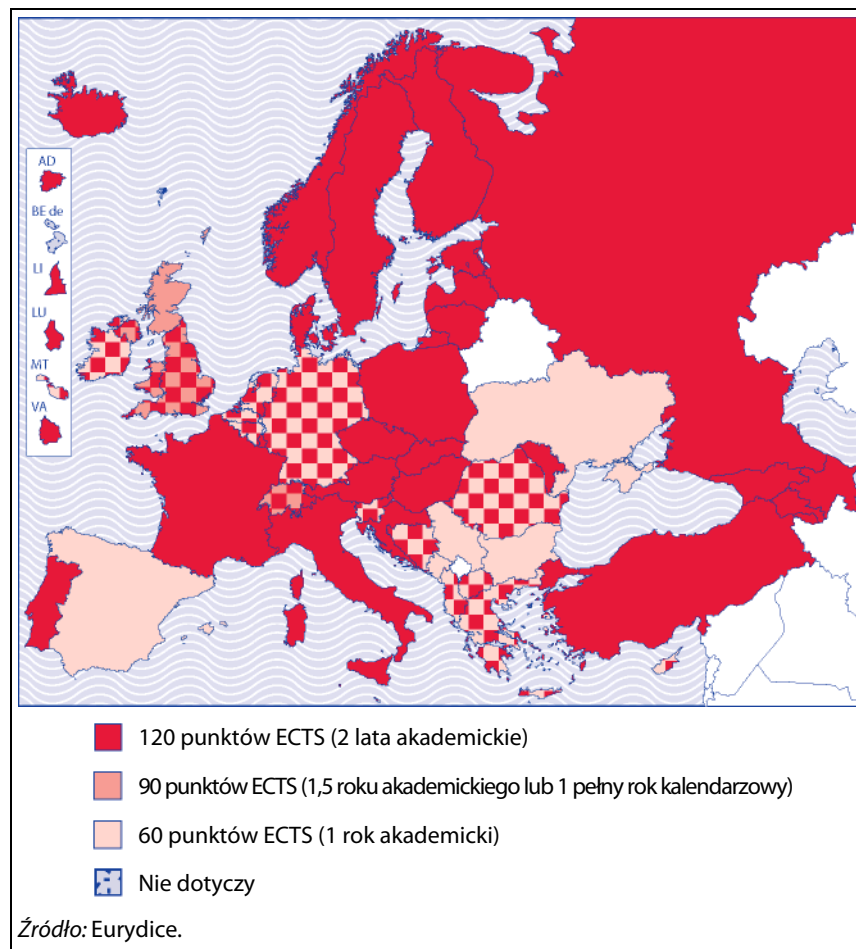 AD
BE de
LI
LU
MT
VA
120 punktów ECTS (2 lata akademickie)
90 punktów ECTS (1,5 roku akademickiego lub 1 pełny rok kalendarzowy)
60 punktów ECTS (1 rok akademicki)
Nie dotyczy
Źródło: Eurydice.